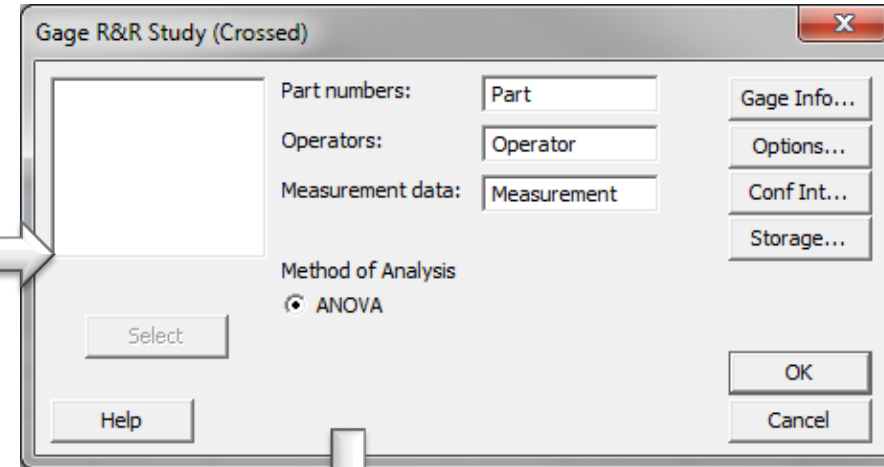 Gage R&R Study (Crossed)
Part numbers: Part
Gage Info...
Operators: Operator
Options...
Measurement data: Measurement
Conf Int...
Storage...
Method of Analysis
ANOVA
Select
OK
Help
Cancel